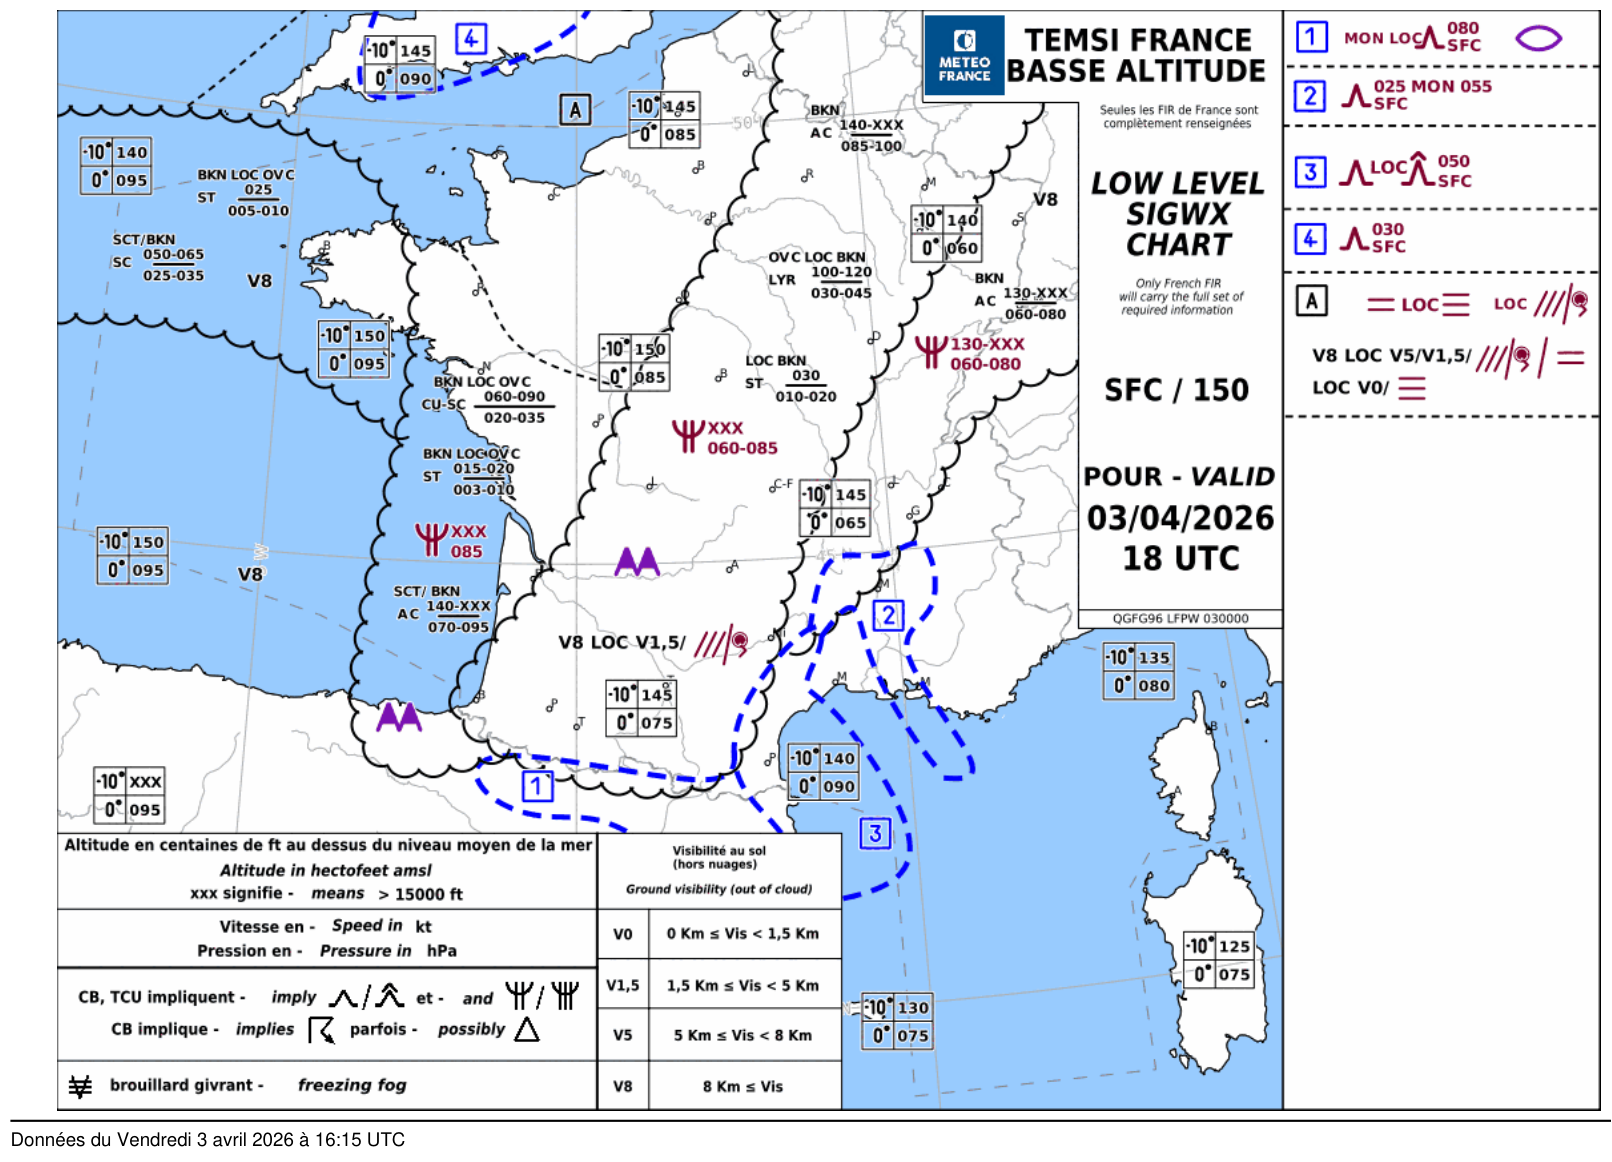 METEO
FRANCE
TEMSI FRANCE
BASSE ALTITUDE
Seules les FIR de France sont
complètement renseignées
LOW LEVEL
SIGWX
CHART
Only French FIR
will carry the full set of
required information
SFC / 150
POUR - VALID
03/04/2026
18 UTC
QGFG96 LFPW 030000
1 MON LOC 080
SFC
2 025 MON 055
SFC
3 LOC 050
SFC
4 030
SFC
A LOC LOC
V8 LOC V5/V1,5/ /
LOC V0/
4
-10° 145
0° 090
A
-10° 145
0° 085
50
BKN
AC 140-XXX
085-100
-10° 140
0° 095
BKN LOC OVC
ST 025
005-010
SCT/BKN
SC 050-065
025-035
V8
V8
-10° 140
0° 060
OVC LOC BKN
LYR 100-120
030-045
BKN
AC 130-XXX
060-080
130-XXX
060-080
-10° 150
0° 095
-10° 150
0° 085
LOC BKN
ST 030
010-020
BKN LOC OVC
CU-SC 060-090
020-035
XXX
060-085
BKN LOC OVC
ST 015-020
003-010
C-F
-10° 145
0° 065
XXX
085
45 N
-10° 150
0° 095
V8
W
SCT/ BKN
AC 140-XXX
070-095
2
V8 LOC V1,5/
-10° 145
0° 075
-10° 135
0° 080
-10° 140
0° 090
1
3
-10° XXX
0° 095
-10° 125
0° 075
-10° 130
0° 075
Altitude en centaines de ft au dessus du niveau moyen de la mer
Altitude in hectofeet amsl
xxx signifie - means > 15000 ft
Vitesse en - Speed in kt
Pression en - Pressure in hPa
CB, TCU impliquent - imply / et - and /
CB implique - implies parfois - possibly
brouillard givrant - freezing fog
Visibilité au sol
(hors nuages)
Ground visibility (out of cloud)
V0 0 Km ≤ Vis < 1,5 Km
V1,5 1,5 Km ≤ Vis < 5 Km
V5 5 Km ≤ Vis < 8 Km
V8 8 Km ≤ Vis
Données du Vendredi 3 avril 2026 à 16:15 UTC